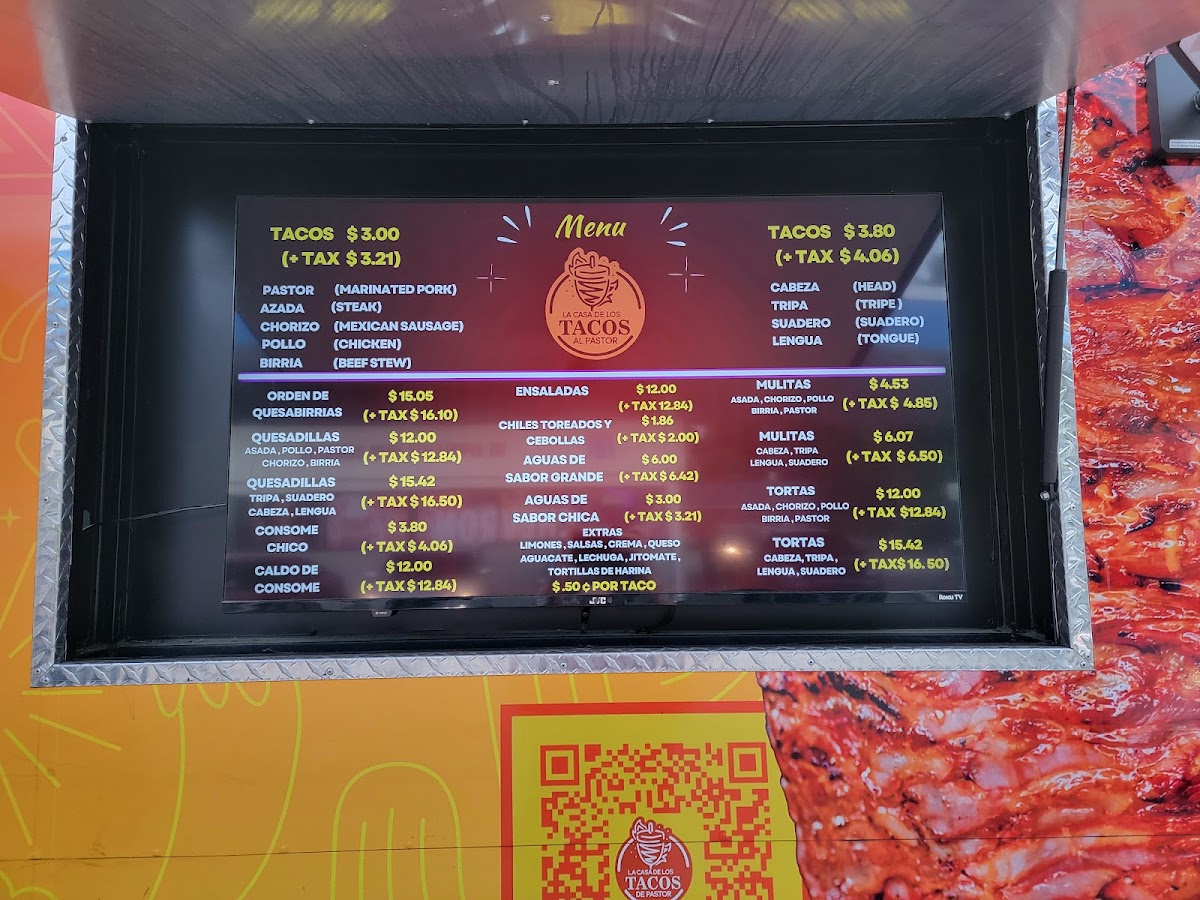 Menu
LA CASA DE LOS
TACOS
AL PASTOR
TACOS $3.00
(+ TAX $3.21)
PASTOR (MARINATED PORK)
AZADA (STEAK)
CHORIZO (MEXICAN SAUSAGE)
POLLO (CHICKEN)
BIRRIA (BEEF STEW)
TACOS $3.80
(+ TAX $4.06)
CABEZA (HEAD)
TRIPA (TRIPE)
SUADERO (SUADERO)
LENGUA (TONGUE)
ORDEN DE $15.05
QUESABIRRIAS (+ TAX $16.10)
QUESADILLAS $12.00
ASADA, POLLO, PASTOR (+ TAX $12.84)
CHORIZO, BIRRIA
QUESADILLAS $15.42
TRIPA, SUADERO (+ TAX $16.50)
CABEZA, LENGUA
CONSOME $3.80
CHICO (+ TAX $4.06)
CALDO DE $12.00
CONSOME (+ TAX $12.84)
ENSALADAS $12.00
(+ TAX 12.84)
CHILES TOREADOS Y $1.86
CEBOLLAS (+ TAX $2.00)
AGUAS DE $6.00
SABOR GRANDE (+ TAX $6.42)
AGUAS DE $3.00
SABOR CHICA (+ TAX $3.21)
EXTRAS
LIMONES, SALSAS, CREMA, QUESO
AGUACATE, LECHUGA, JITOMATE,
TORTILLAS DE HARINA
$.50¢ POR TACO
MULITAS $4.53
ASADA, CHORIZO, POLLO (+ TAX $4.85)
BIRRIA, PASTOR
MULITAS $6.07
CABEZA, TRIPA (+ TAX $6.50)
LENGUA, SUADERO
TORTAS $12.00
ASADA, CHORIZO, POLLO (+ TAX $12.84)
BIRRIA, PASTOR
TORTAS $15.42
CABEZA, TRIPA, (+ TAX $16.50)
LENGUA, SUADERO
JVC
Roku TV
LA CASA DE LOS
TACOS
DE PASTOR